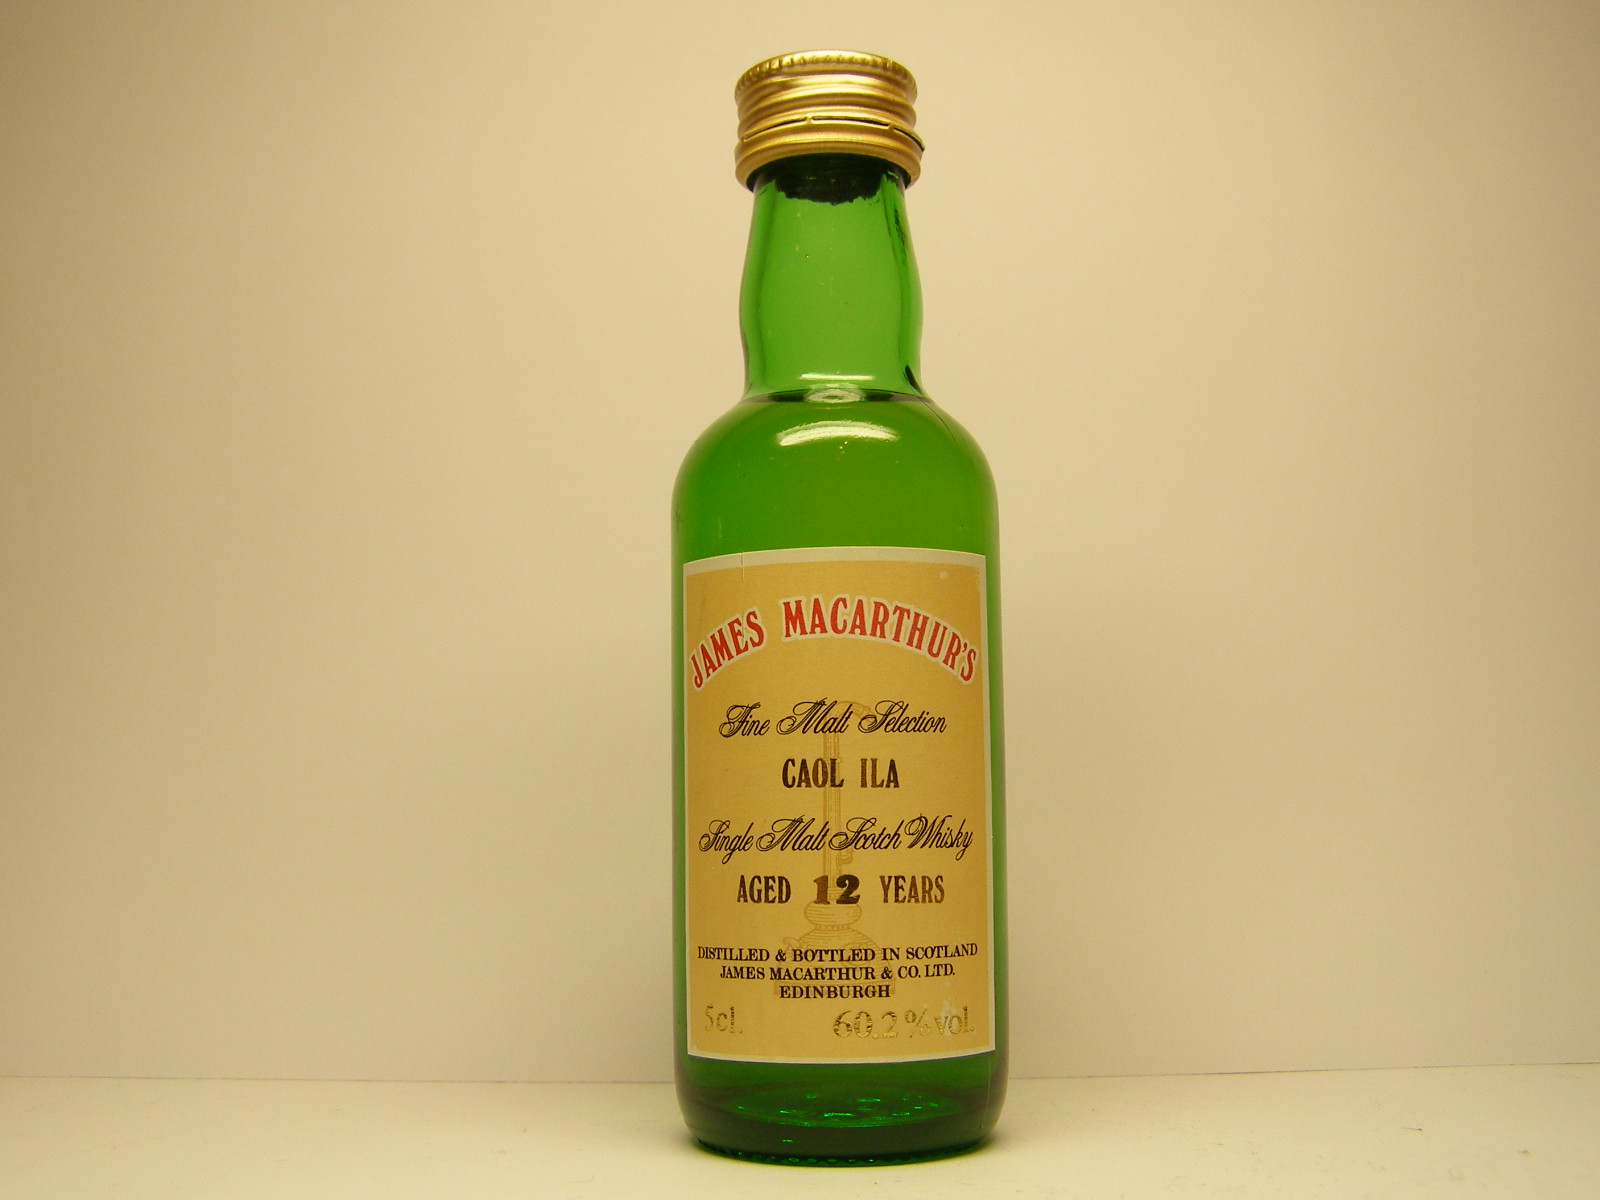 JAMES MACARTHUR'S
Fine Malt Selection
CAOL ILA
Single Malt Scotch Whisky
AGED 12 YEARS
DISTILLED & BOTTLED IN SCOTLAND
JAMES MACARTHUR & CO. LTD.
EDINBURGH
5cl. 60.2%vol.